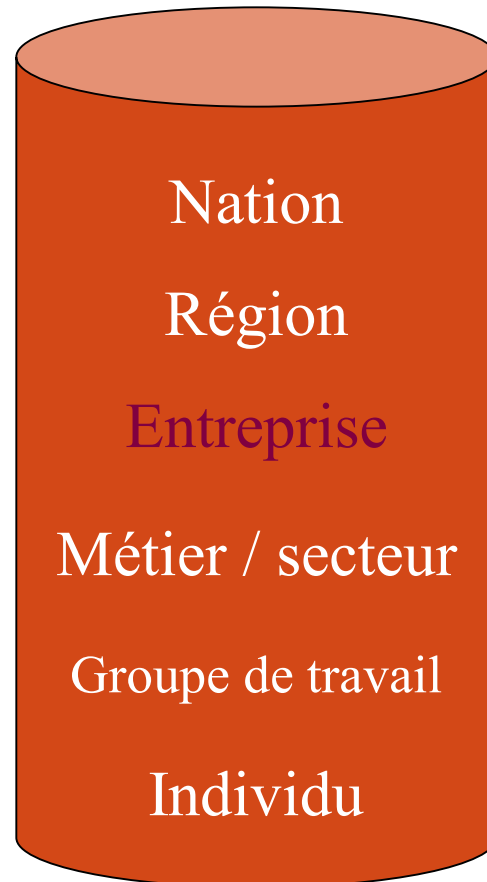 Nation
Région
Entreprise
Métier / secteur
Groupe de travail
Individu